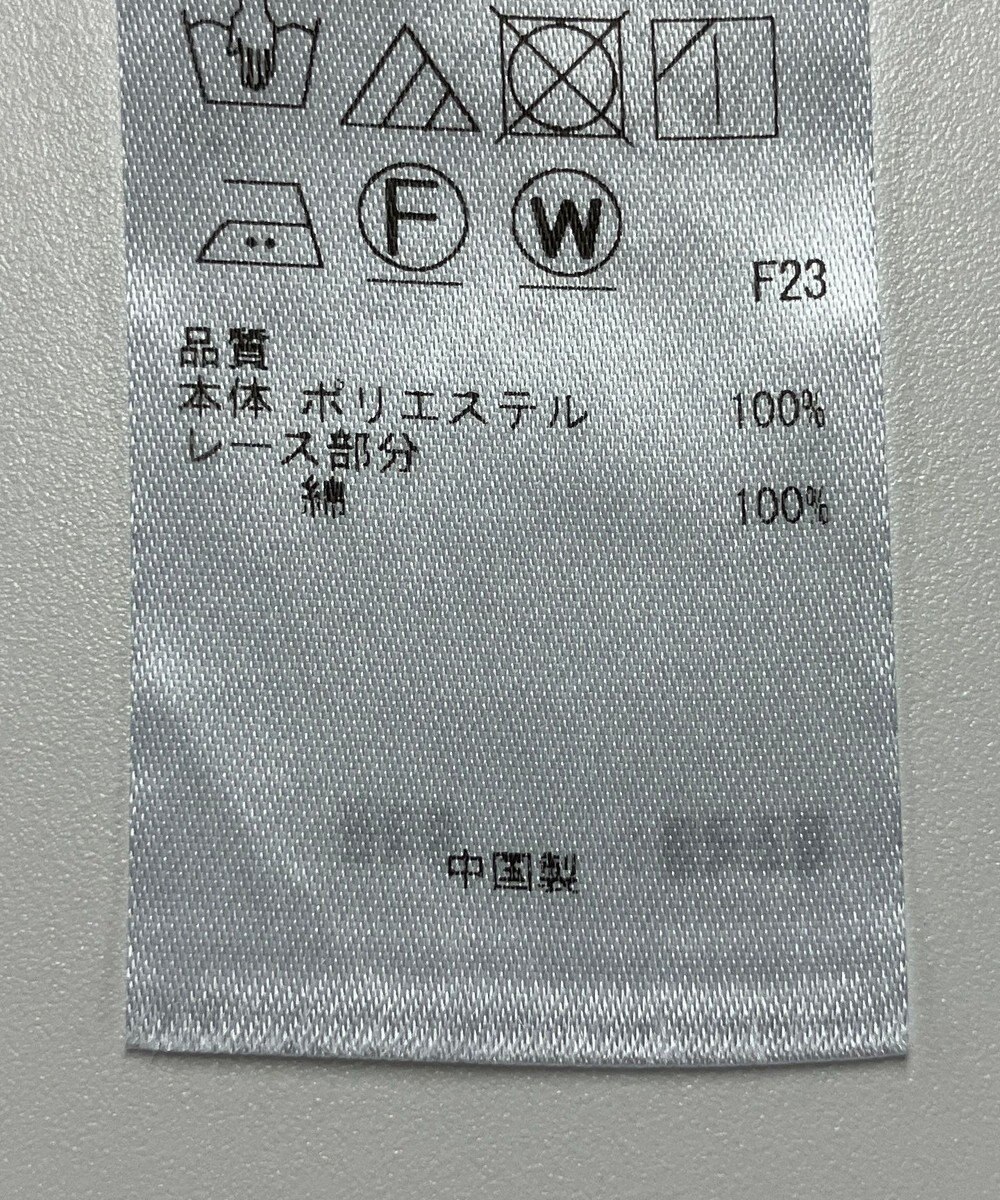 F W
F23
品質
本体 ポリエステル 100%
レース部分
綿 100%
中国製